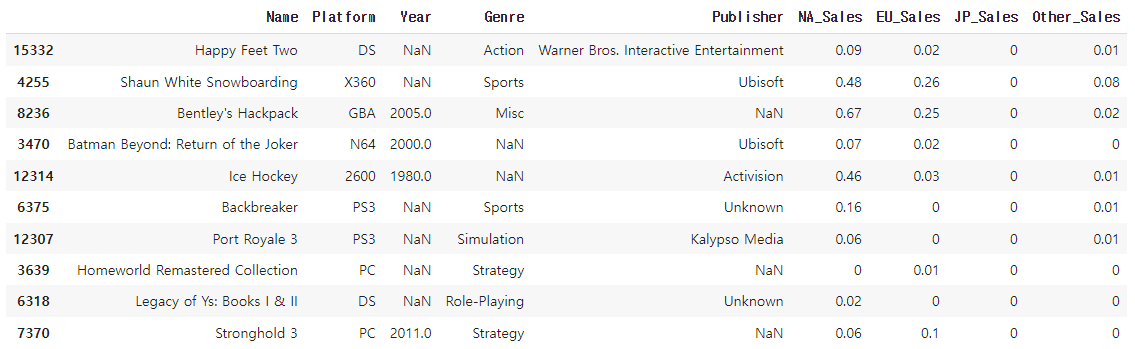 Name Platform Year Genre Publisher NA_Sales EU_Sales JP_Sales Other_Sales
15332 Happy Feet Two DS NaN Action Warner Bros. Interactive Entertainment 0.09 0.02 0 0.01
4255 Shaun White Snowboarding X360 NaN Sports Ubisoft 0.48 0.26 0 0.08
8236 Bentley's Hackpack GBA 2005.0 Misc NaN 0.67 0.25 0 0.02
3470 Batman Beyond: Return of the Joker N64 2000.0 NaN Ubisoft 0.07 0.02 0 0
12314 Ice Hockey 2600 1980.0 NaN Activision 0.46 0.03 0 0.01
6375 Backbreaker PS3 NaN Sports Unknown 0.16 0 0 0.01
12307 Port Royale 3 PS3 NaN Simulation Kalypso Media 0.06 0 0 0.01
3639 Homeworld Remastered Collection PC NaN Strategy NaN 0 0.01 0 0
6318 Legacy of Ys: Books I & II DS NaN Role-Playing Unknown 0.02 0 0 0
7370 Stronghold 3 PC 2011.0 Strategy NaN 0.06 0.1 0 0